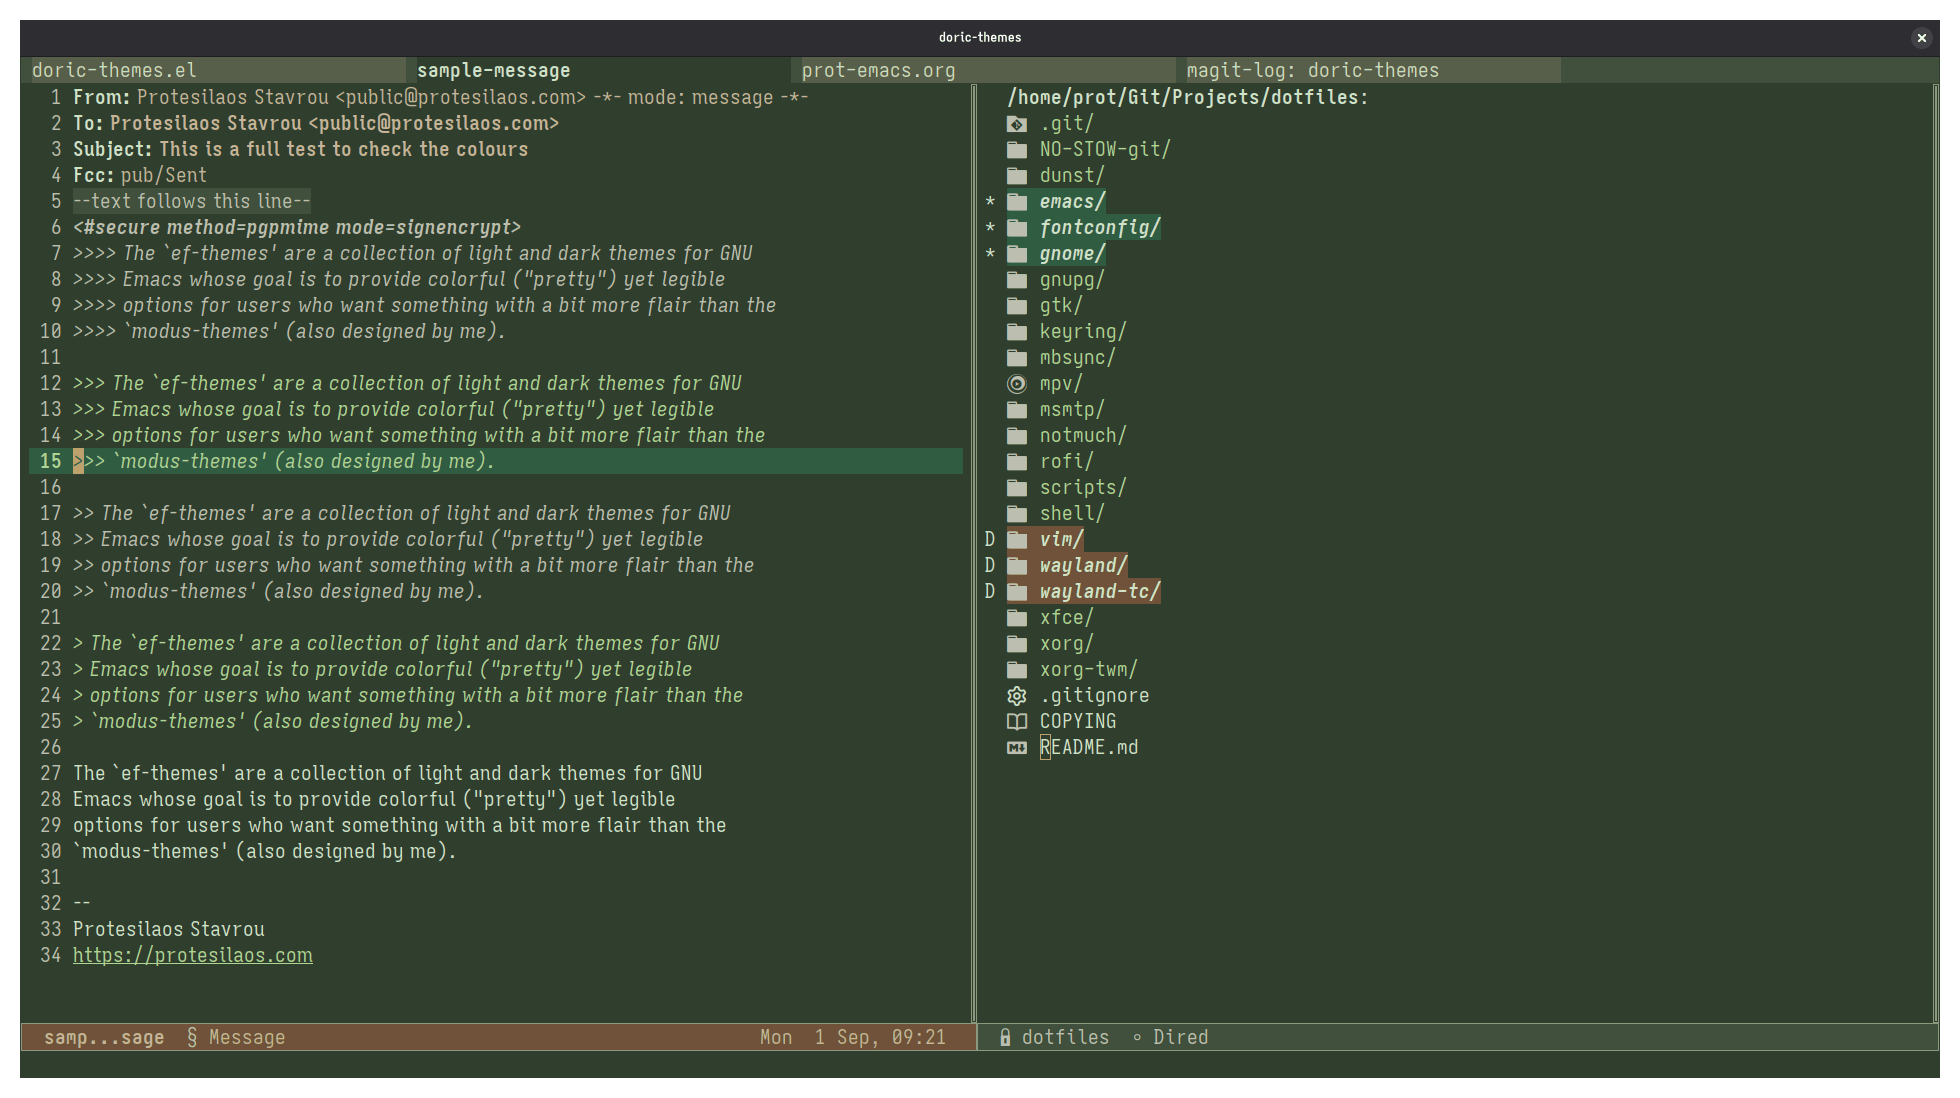 doric-themes
doric-themes.el sample-message prot-emacs.org magit-log: doric-themes
1 From: Protesilaos Stavrou <public@protesilaos.com> -*- mode: message -*-
2 To: Protesilaos Stavrou <public@protesilaos.com>
3 Subject: This is a full test to check the colours
4 Fcc: pub/Sent
5 --text follows this line--
6 <#secure method=pgpmime mode=signencrypt>
7 >>>> The `ef-themes' are a collection of light and dark themes for GNU
8 >>>> Emacs whose goal is to provide colorful ("pretty") yet legible
9 >>>> options for users who want something with a bit more flair than the
10 >>>> `modus-themes' (also designed by me).
11
12 >>> The `ef-themes' are a collection of light and dark themes for GNU
13 >>> Emacs whose goal is to provide colorful ("pretty") yet legible
14 >>> options for users who want something with a bit more flair than the
15 >>> `modus-themes' (also designed by me).
16
17 >> The `ef-themes' are a collection of light and dark themes for GNU
18 >> Emacs whose goal is to provide colorful ("pretty") yet legible
19 >> options for users who want something with a bit more flair than the
20 >> `modus-themes' (also designed by me).
21
22 > The `ef-themes' are a collection of light and dark themes for GNU
23 > Emacs whose goal is to provide colorful ("pretty") yet legible
24 > options for users who want something with a bit more flair than the
25 > `modus-themes' (also designed by me).
26
27 The `ef-themes' are a collection of light and dark themes for GNU
28 Emacs whose goal is to provide colorful ("pretty") yet legible
29 options for users who want something with a bit more flair than the
30 `modus-themes' (also designed by me).
31
32 --
33 Protesilaos Stavrou
34 https://protesilaos.com
/home/prot/Git/Projects/dotfiles:
.git/
NO-STOW-git/
dunst/
* emacs/
* fontconfig/
* gnome/
gnupg/
gtk/
keyring/
mbsync/
mpv/
msmtp/
notmuch/
rofi/
scripts/
shell/
D vim/
D wayland/
D wayland-tc/
xfce/
xorg/
xorg-twm/
.gitignore
COPYING
README.md
samp...sage § Message Mon 1 Sep, 09:21
dotfiles ∘ Dired